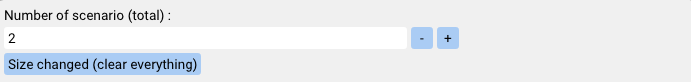 Number of scenario (total) :
2 - +
Size changed (clear everything)